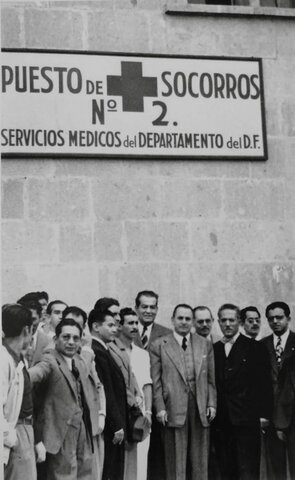 PUESTO DE SOCORROS
Nº 2.
SERVICIOS MEDICOS del DEPARTAMENTO del D.F.